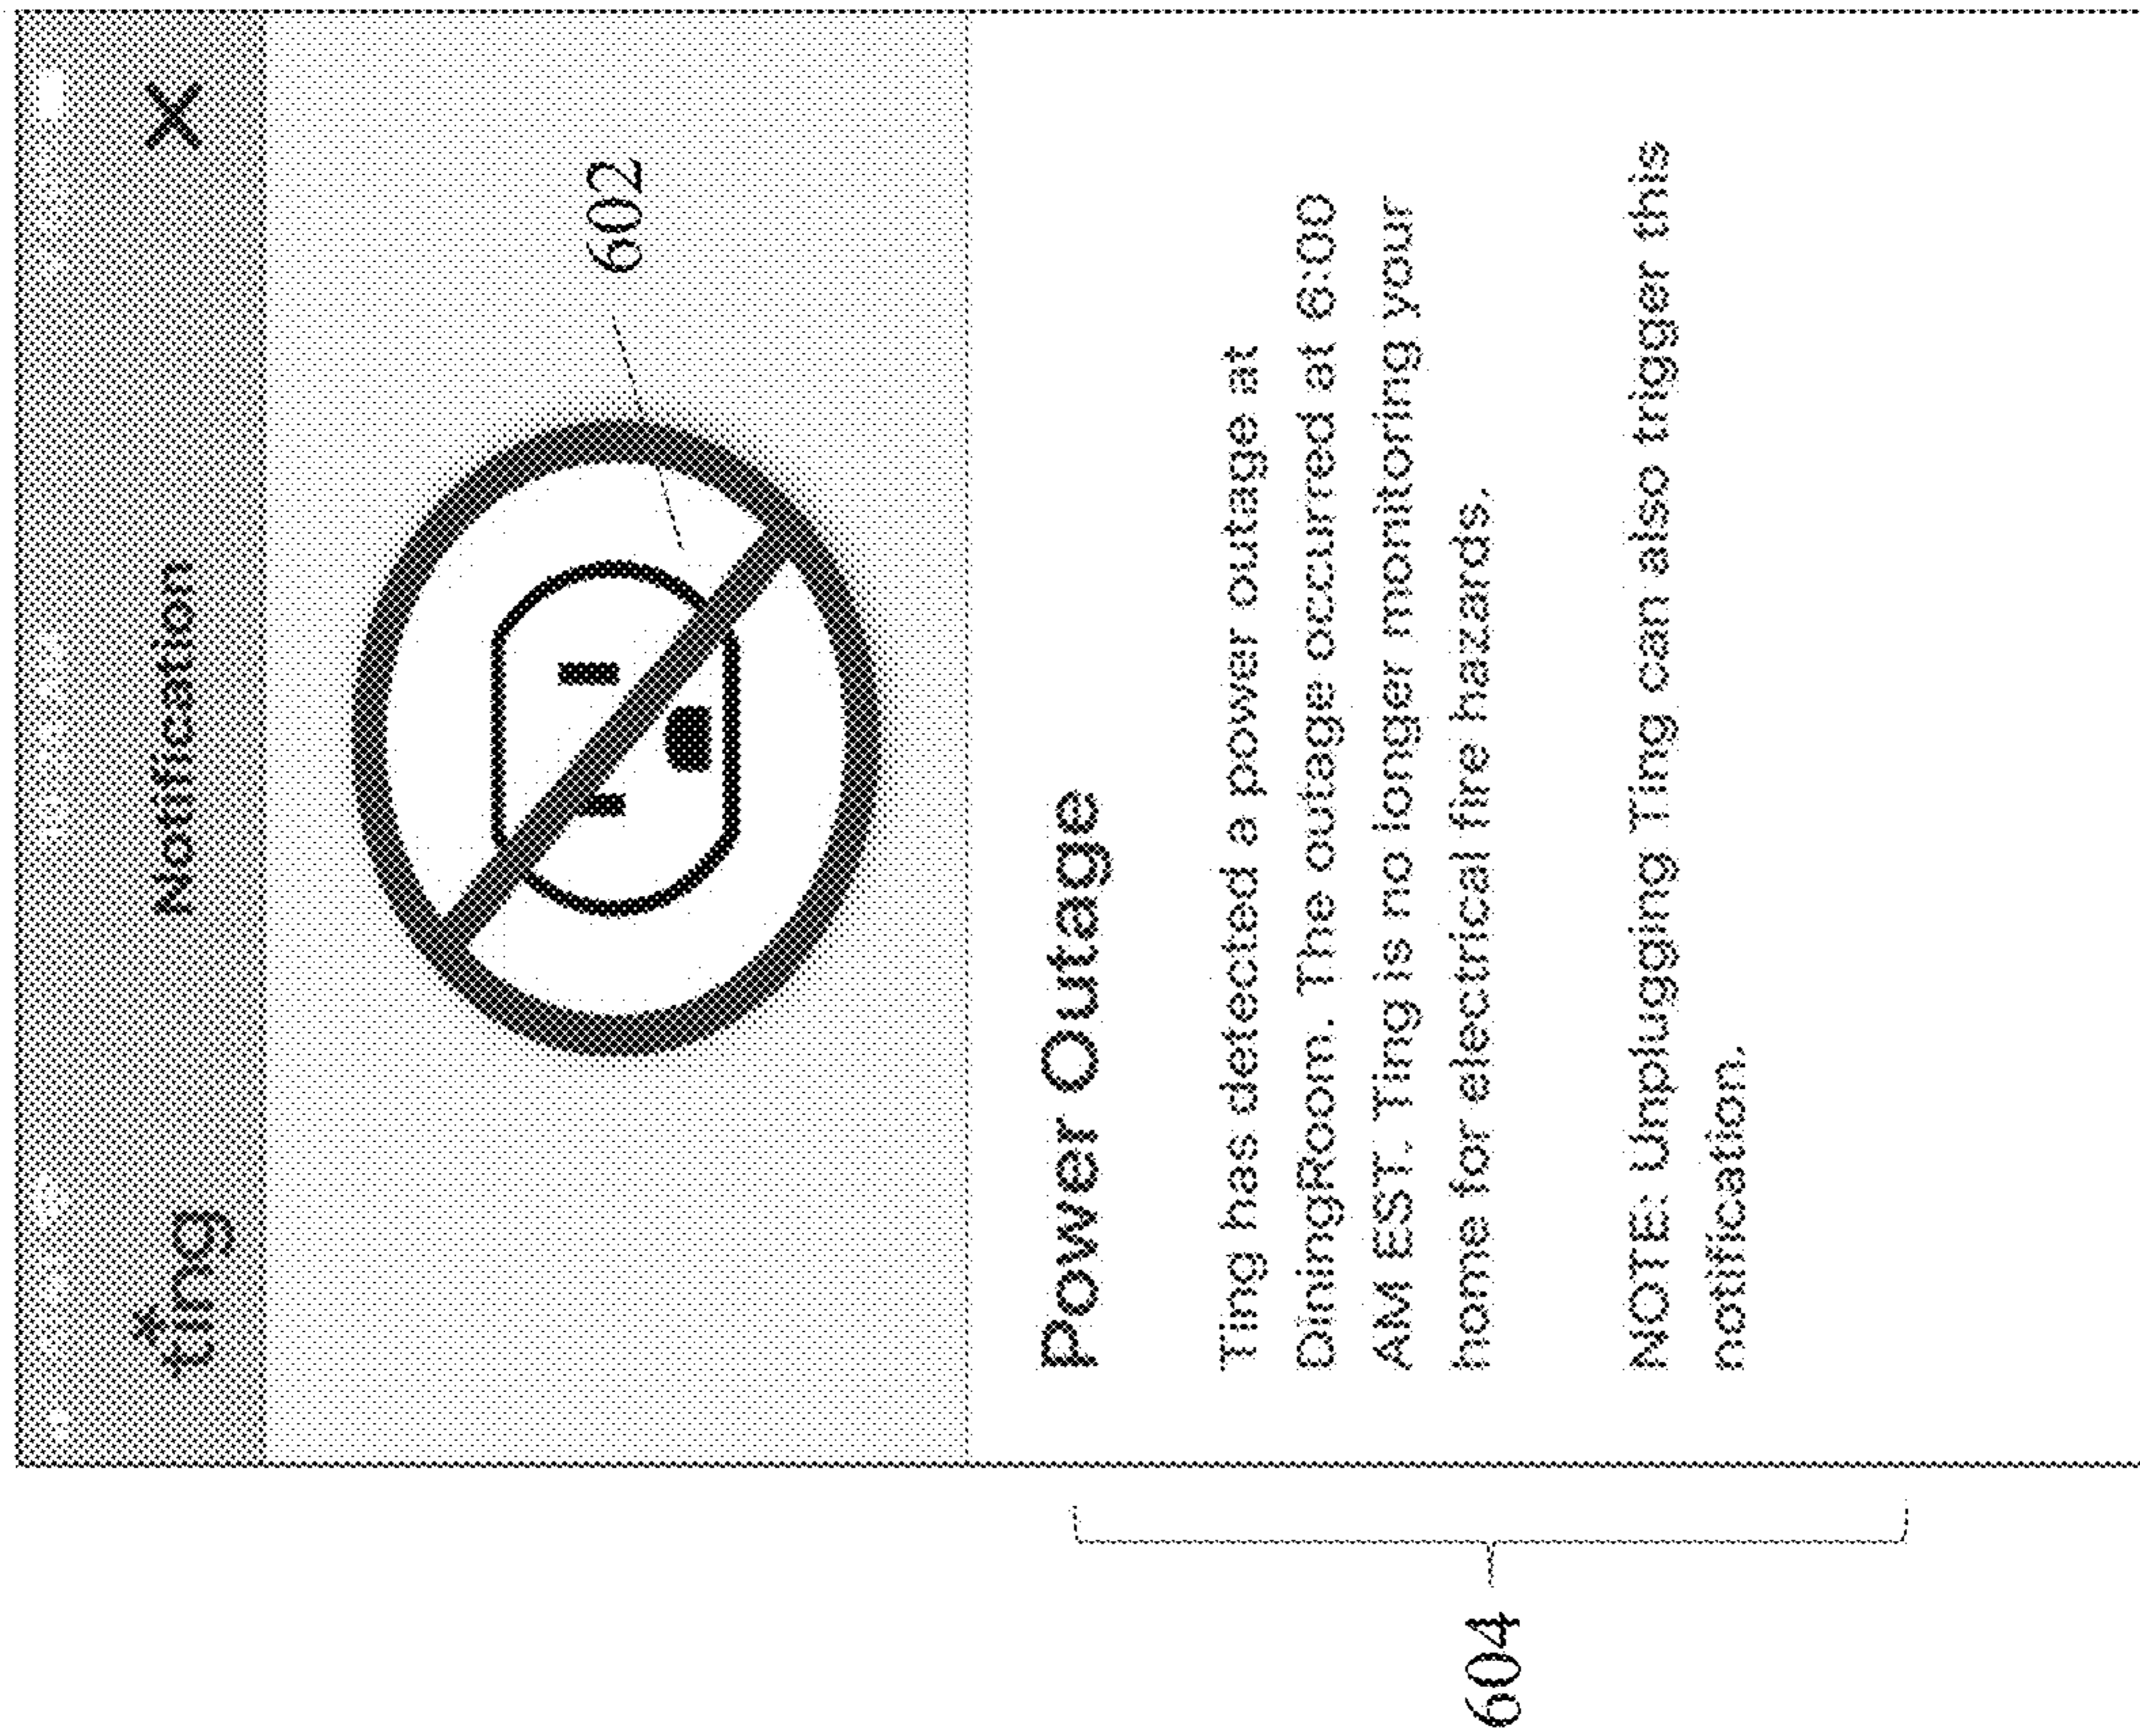 ting Notification X
602
Power Outage
Ting has detected a power outage at
DiningRoom. The outage occurred at 6:00
AM EST. Ting is no longer monitoring your
home for electrical fire hazards.
NOTE: Unplugging Ting can also trigger this
notification.
604